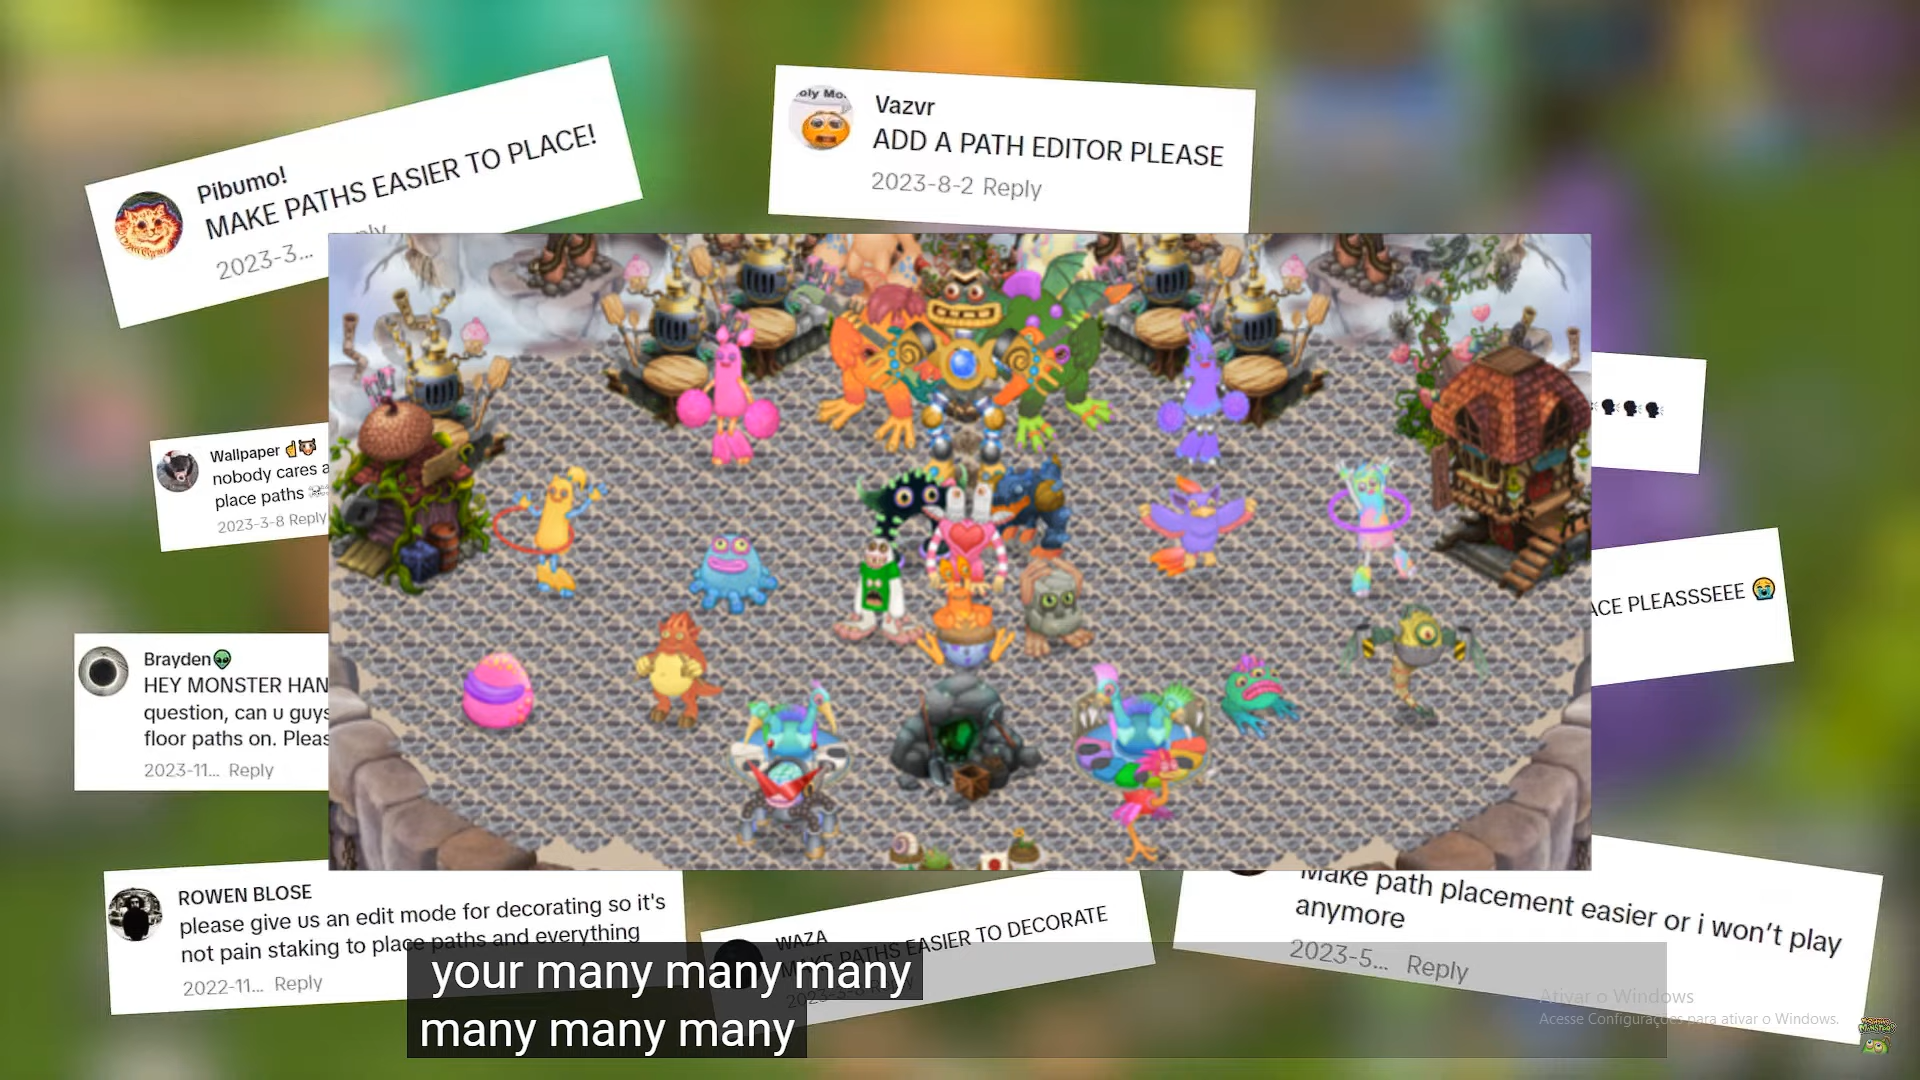 oly Mo
Pibumo!
MAKE PATHS EASIER TO PLACE!
2023-3... ply
Vazvr
ADD A PATH EDITOR PLEASE
2023-8-2 Reply
Wallpaper
nobody cares a
place paths
2023-3-8 Reply
ACE PLEASSSEEE
Brayden
HEY MONSTER HAN
question, can u guys
floor paths on. Pleas
2023-11... Reply
ROWEN BLOSE
please give us an edit mode for decorating so it's
not pain staking to place paths and everything
2022-11... Reply
WAZA
MAKE PATHS EASIER TO DECORATE
Make path placement easier or i won't play
anymore
2023-5... Reply
your many many many
many many many
Ativar o Windows
Acesse Configurações para ativar o Windows.